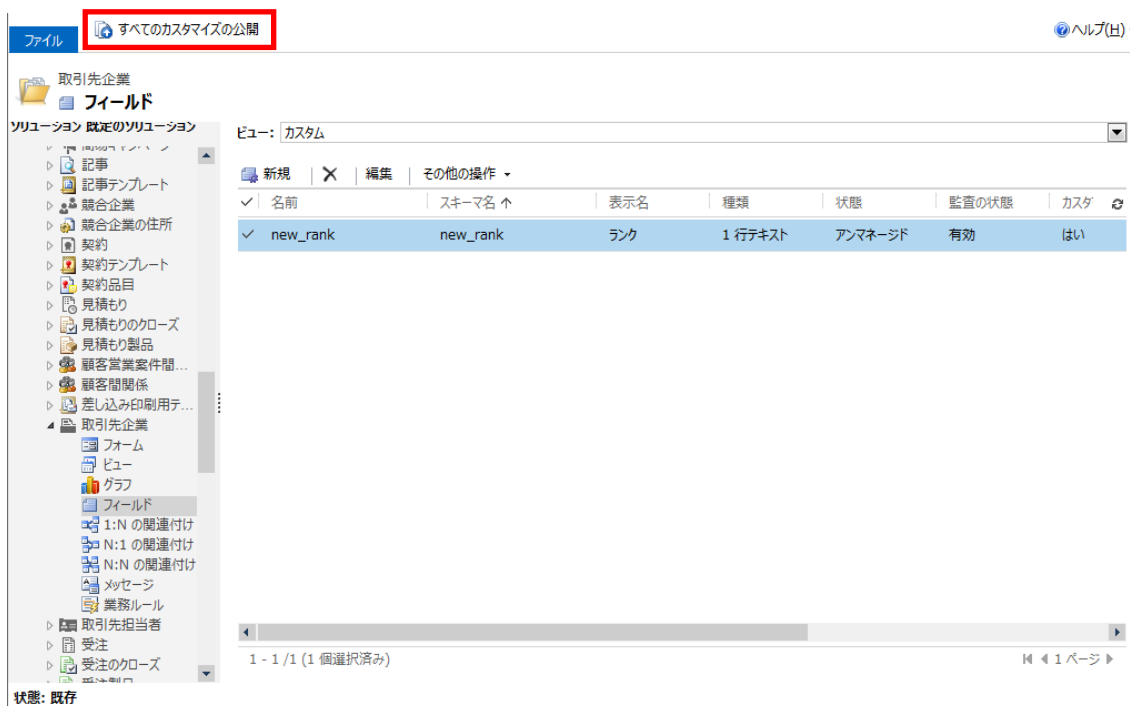 ファイル
すべてのカスタマイズの公開
ヘルプ(H)
取引先企業
フィールド
ソリューション 既定のソリューション
記事
記事テンプレート
競合企業
競合企業の住所
契約
契約テンプレート
契約品目
見積もり
見積もりのクローズ
見積もり製品
顧客営業案件間...
顧客間関係
差し込み印刷用テ...
取引先企業
フォーム
ビュー
グラフ
フィールド
1:N の関連付け
N:1 の関連付け
N:N の関連付け
メッセージ
業務ルール
取引先担当者
受注
受注のクローズ
ビュー: カスタム
新規 編集 その他の操作
名前 スキーマ名 表示名 種類 状態 監査の状態 カスタ
new_rank new_rank ランク 1 行テキスト アンマネージド 有効 はい
1 - 1 /1 (1 個選択済み)
1 ページ
状態: 既存